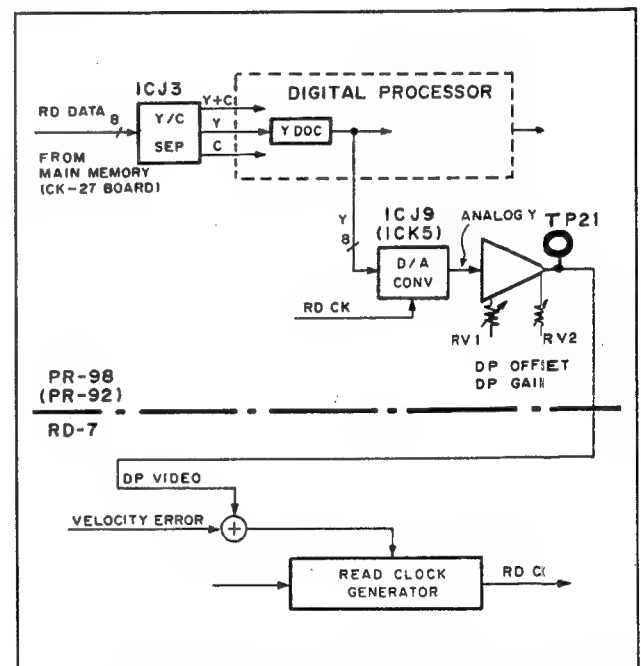 ICJ3
Y+C
DIGITAL PROCESSOR
RD DATA
8
Y/C
SEP
Y
C
Y DOC
FROM
MAIN MEMORY
(CK-27 BOARD)
Y
8
ICJ9
(ICK5)
ANALOG Y
TP21
D/A
CONV
RD CK
RV1
RV2
DP OFFSET
DP GAIN
PR-98
(PR-92)
RD-7
DP VIDEO
VELOCITY ERROR
+
READ CLOCK
GENERATOR
RD C